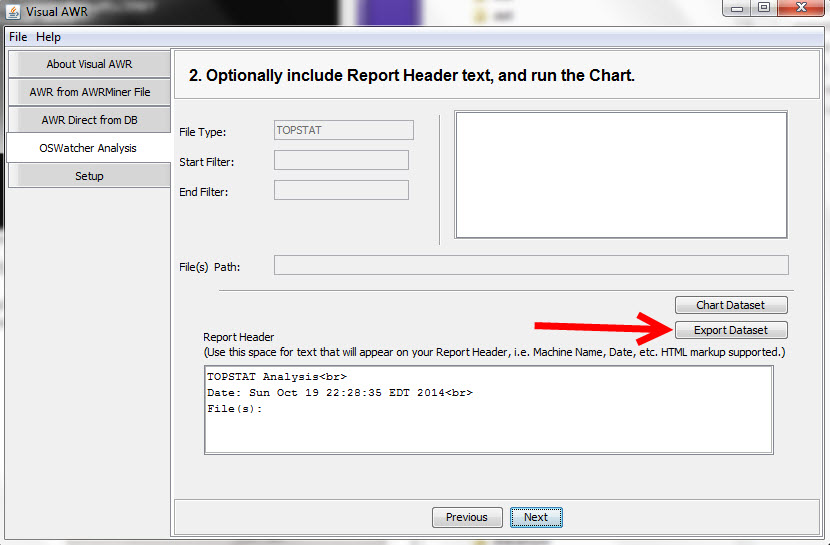 Visual AWR
File Help
About Visual AWR
AWR from AWRMiner File
AWR Direct from DB
OSWatcher Analysis
Setup
2. Optionally include Report Header text, and run the Chart.
File Type:
TOPSTAT
Start Filter:
End Filter:
File(s) Path:
Chart Dataset
Export Dataset
Report Header
(Use this space for text that will appear on your Report Header, i.e. Machine Name, Date, etc. HTML markup supported.)
TOPSTAT Analysis<br>
Date: Sun Oct 19 22:28:35 EDT 2014<br>
File(s):
Previous
Next